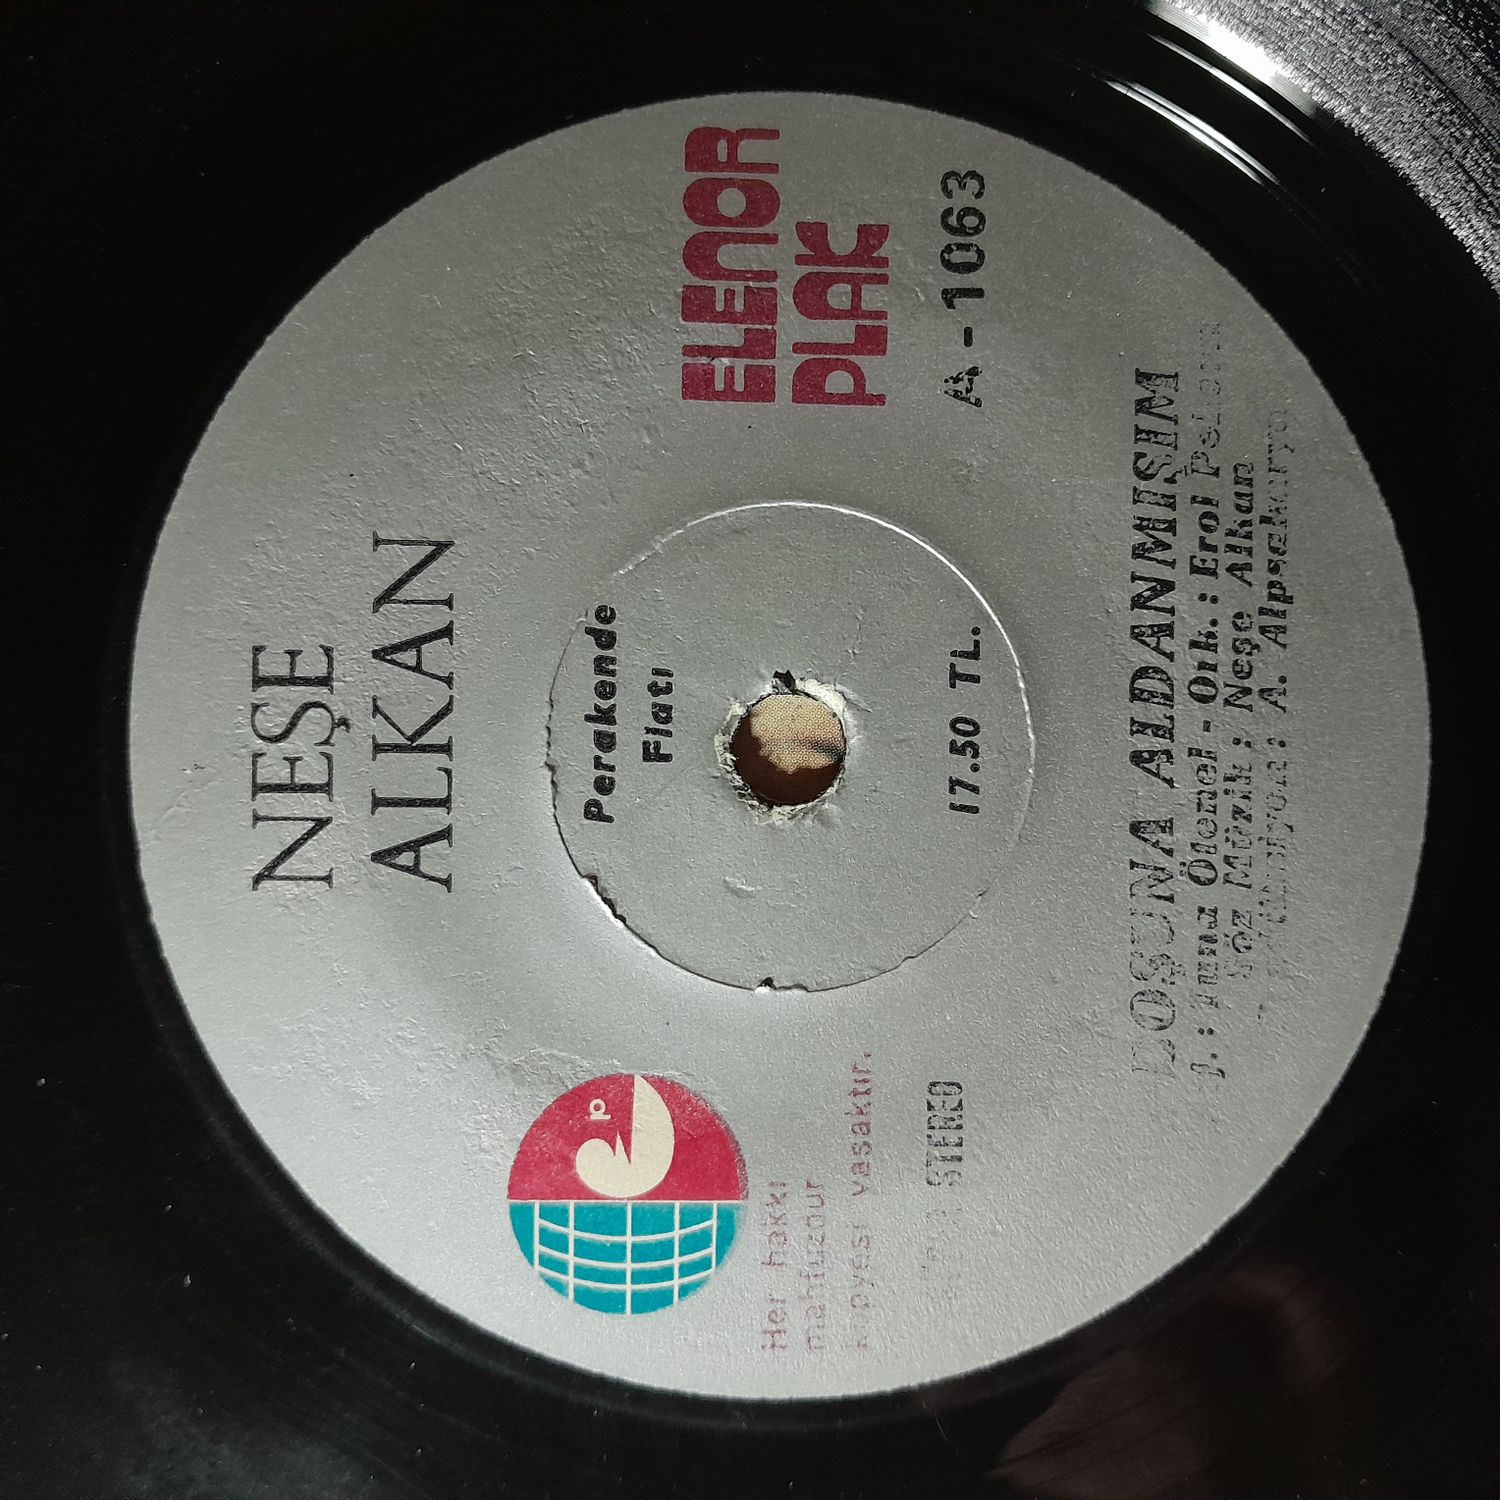 NEŞE
ALKAN
ELENOR
PLAK
A-1063
Perakende
Fiatı
17.50 TL.
Her hakkı
mahfuzdur
kopyesi yasaktır.
STEREO
BOŞUNA ALDANMIŞIM
Ölenel - Ork.: Erol
Söz Müzik: Neşe Alkan
A.